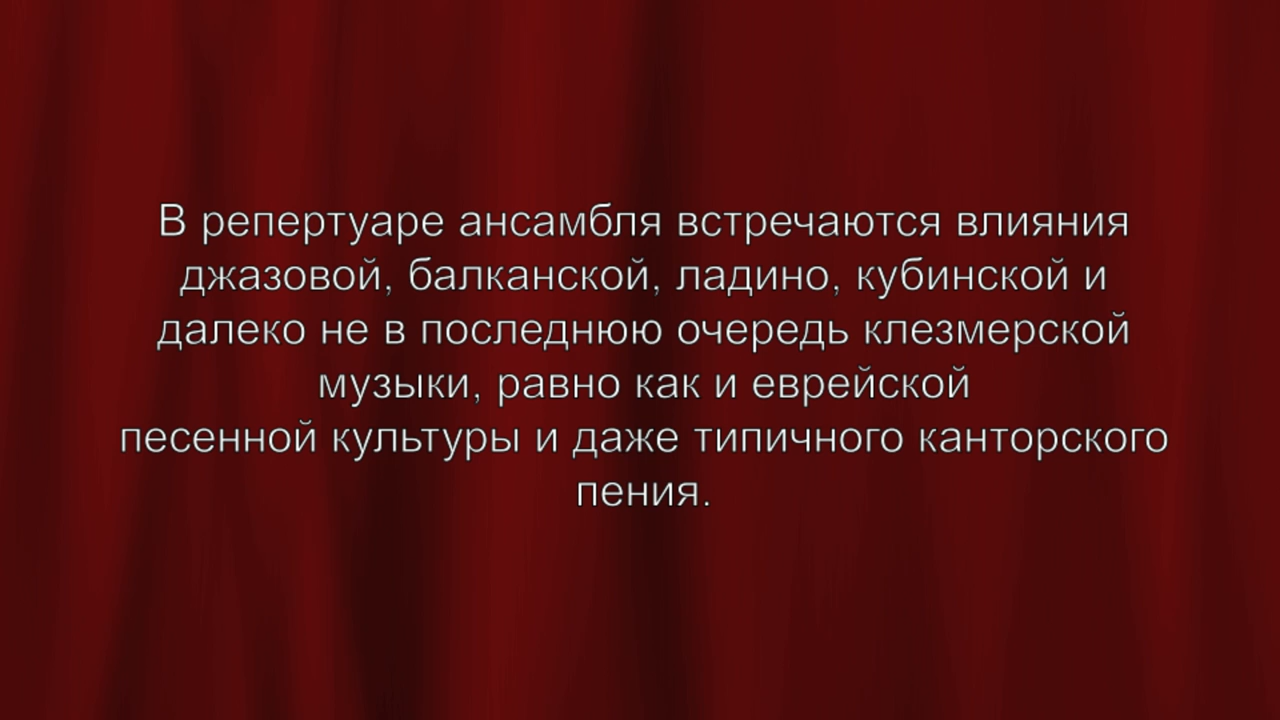 В репертуаре ансамбля встречаются влияния
джазовой, балканской, ладино, кубинской и
далеко не в последнюю очередь клезмерской
музыки, равно как и еврейской
песенной культуры и даже типичного канторского
пения.